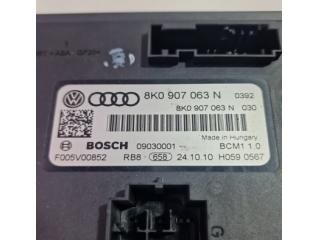 8K0 907 063 N 0392
8K0 907 063 N 030
Made in Hungary
BOSCH 09030001 BCM1 1.0
F005V00852 RB8 - 658 24.10.10 H059 0567